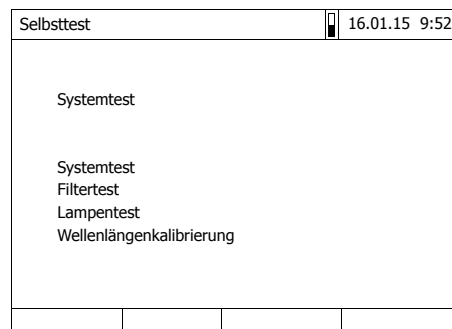 Selbsttest 16.01.15 9:52
Systemtest
Systemtest
Filtertest
Lampentest
Wellenlängenkalibrierung